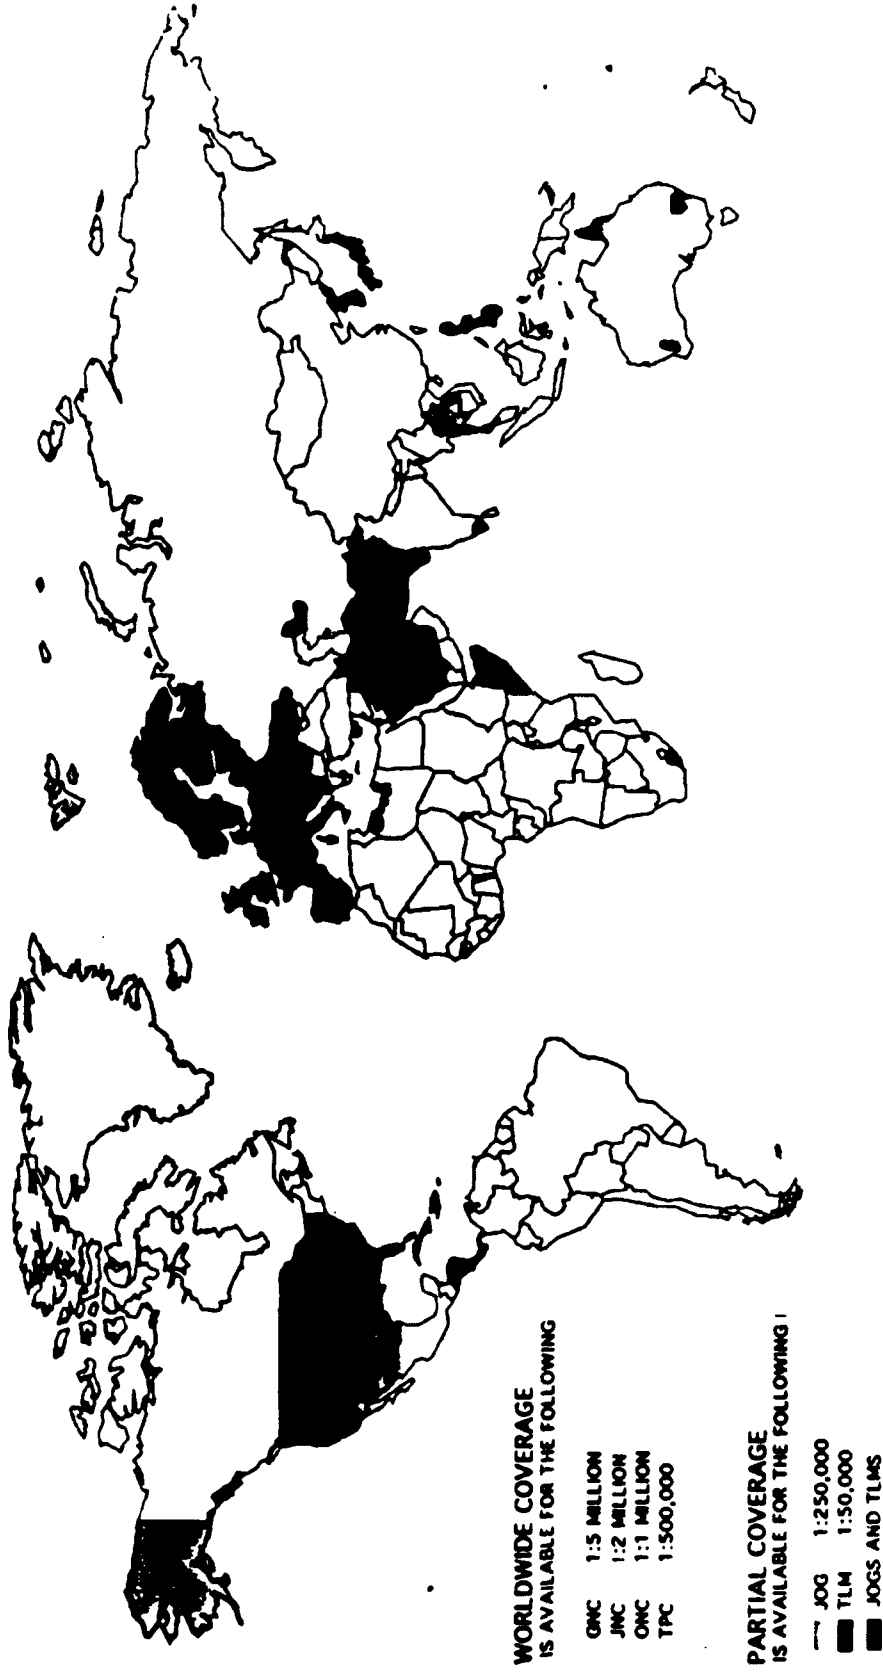 WORLDWIDE COVERAGE
IS AVAILABLE FOR THE FOLLOWING
GNC 1:5 MILLION
JNC 1:2 MILLION
ONC 1:1 MILLION
TPC 1:500,000
PARTIAL COVERAGE
IS AVAILABLE FOR THE FOLLOWING
JOG 1:250,000
TLM 1:50,000
JOGS AND TLMS